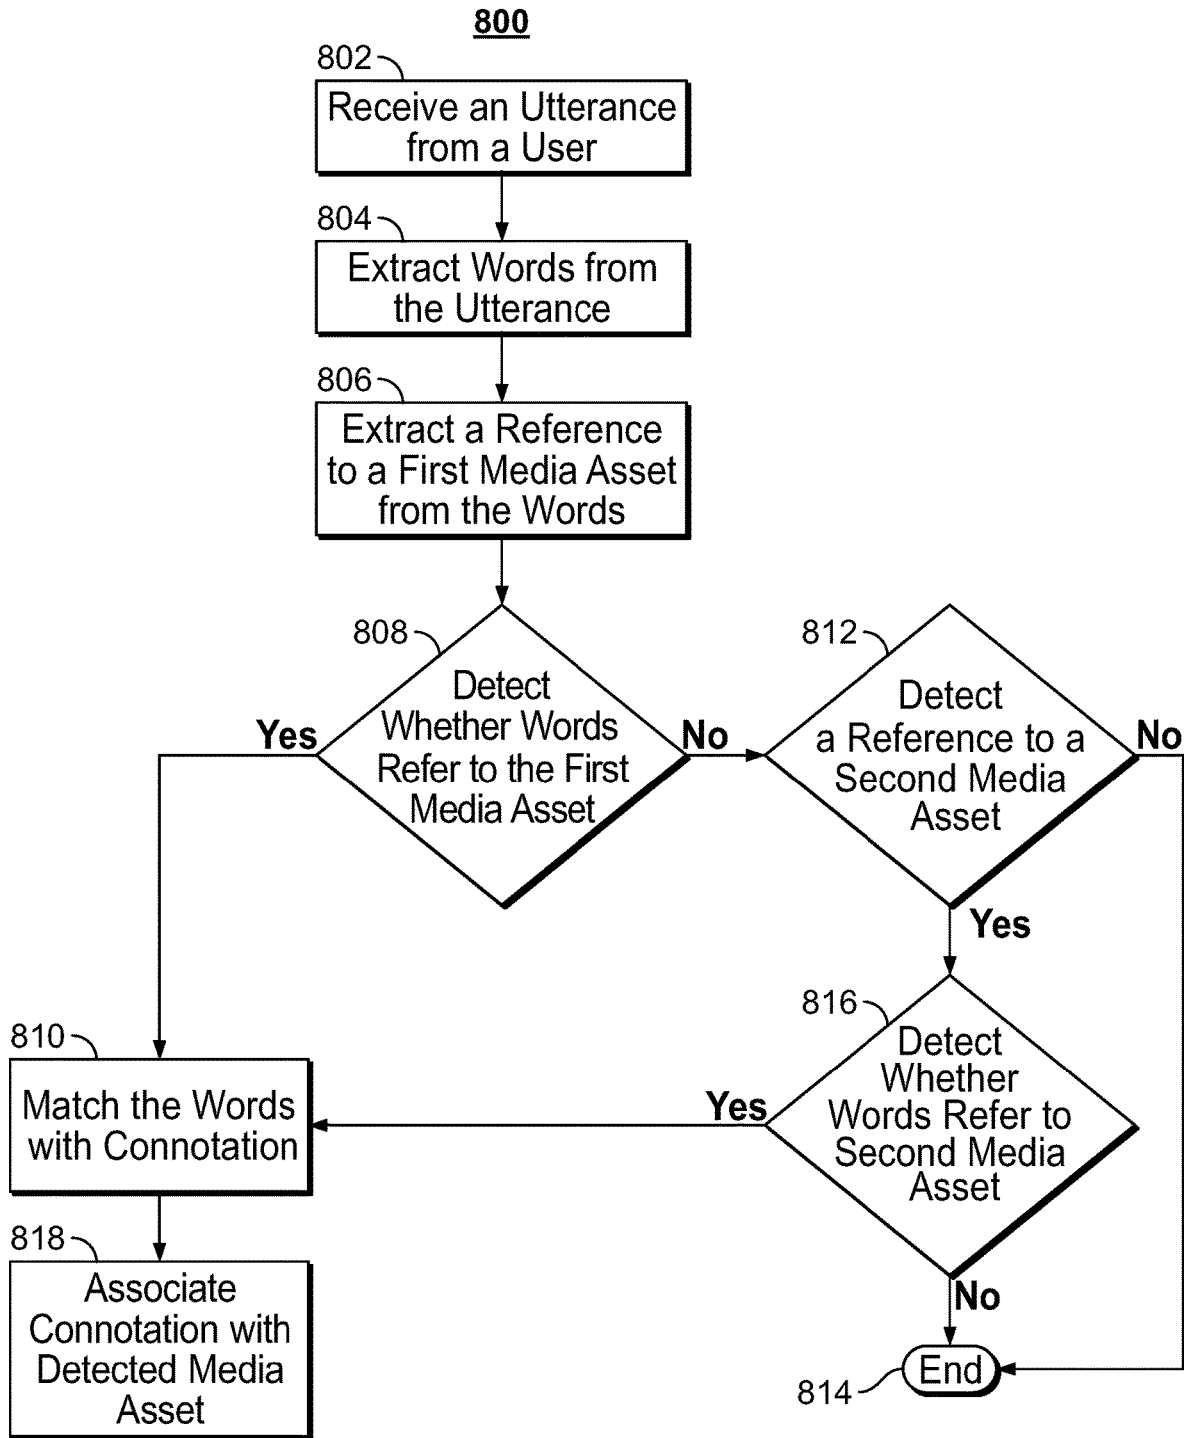 800
802
Receive an Utterance
from a User
804
Extract Words from
the Utterance
806
Extract a Reference
to a First Media Asset
from the Words
808
Detect
Whether Words
Refer to the First
Media Asset
Yes
No
812
Detect
a Reference to a
Second Media
Asset
No
Yes
816
Detect
Whether
Words Refer to
Second Media
Asset
Yes
No
810
Match the Words
with Connotation
818
Associate
Connotation with
Detected Media
Asset
814
End